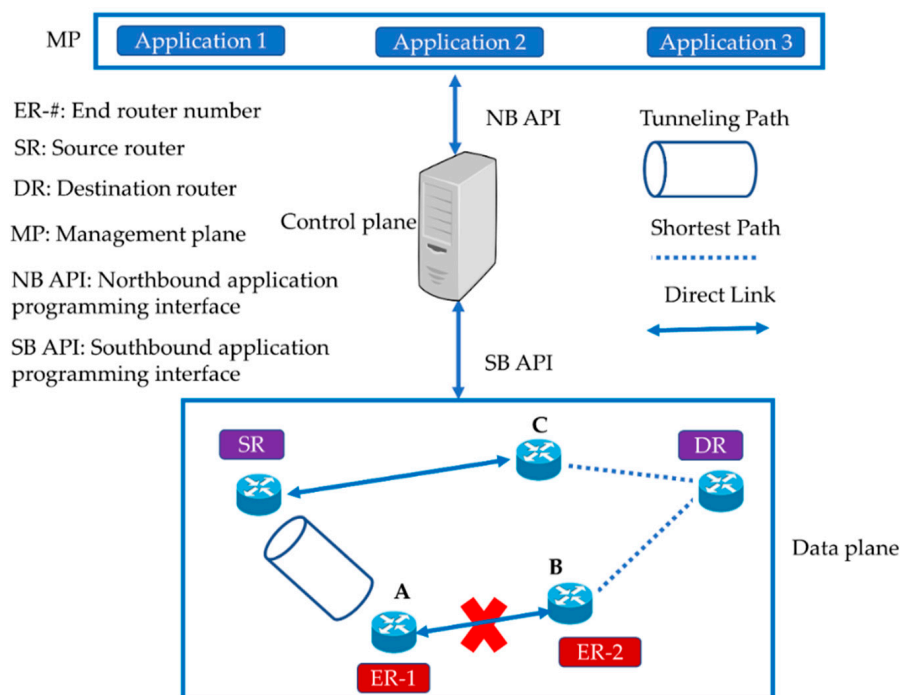 MP
Application 1
Application 2
Application 3
ER-#: End router number
SR: Source router
DR: Destination router
MP: Management plane
NB API: Northbound application
programming interface
SB API: Southbound application
programming interface
NB API
Control plane
SB API
Tunneling Path
Shortest Path
Direct Link
SR
C
DR
Data plane
A
B
ER-1
ER-2